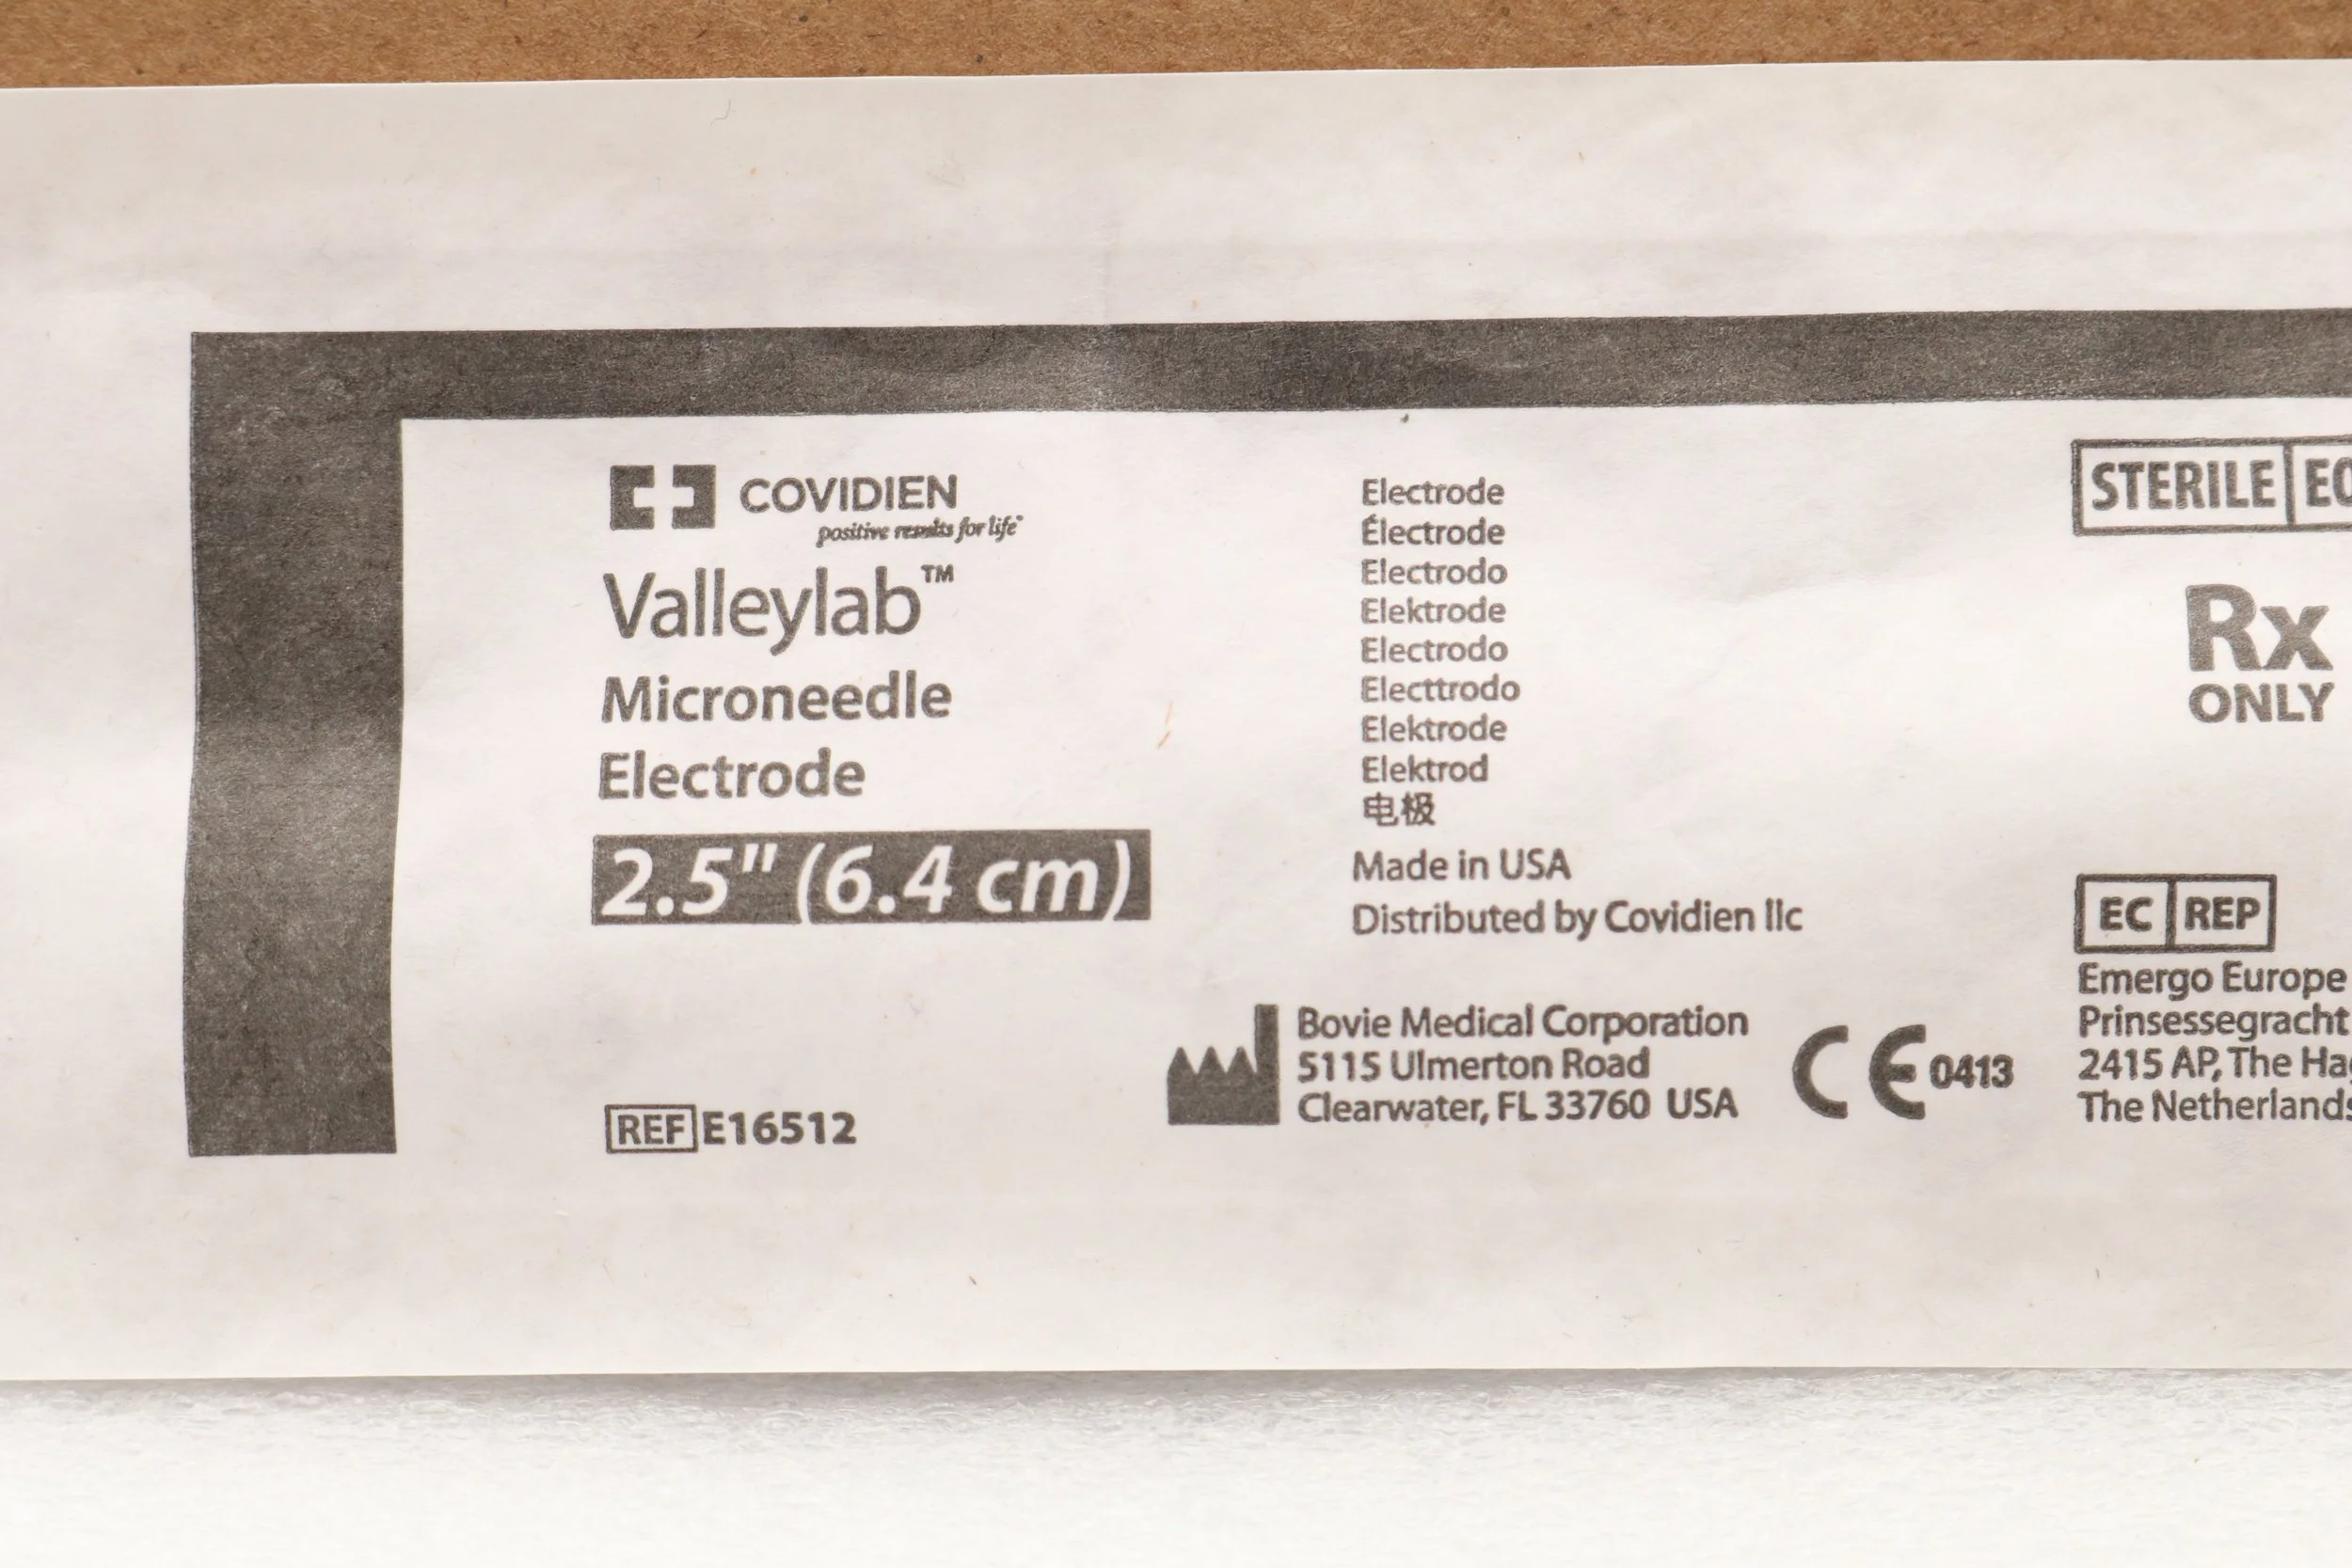 COVIDIEN
positive results for life
Valleylab™
Microneedle
Electrode
2.5" (6.4 cm)
REF E16512
Electrode
Électrode
Electrodo
Elektrode
Electrodo
Electtrodo
Elektrode
Elektrod
电极
Made in USA
Distributed by Covidien llc
Bovie Medical Corporation
5115 Ulmerton Road
Clearwater, FL 33760 USA
CE 0413
STERILE
Rx
ONLY
EC REP
Emergo Europe
Prinsessegracht
2415 AP, The
The